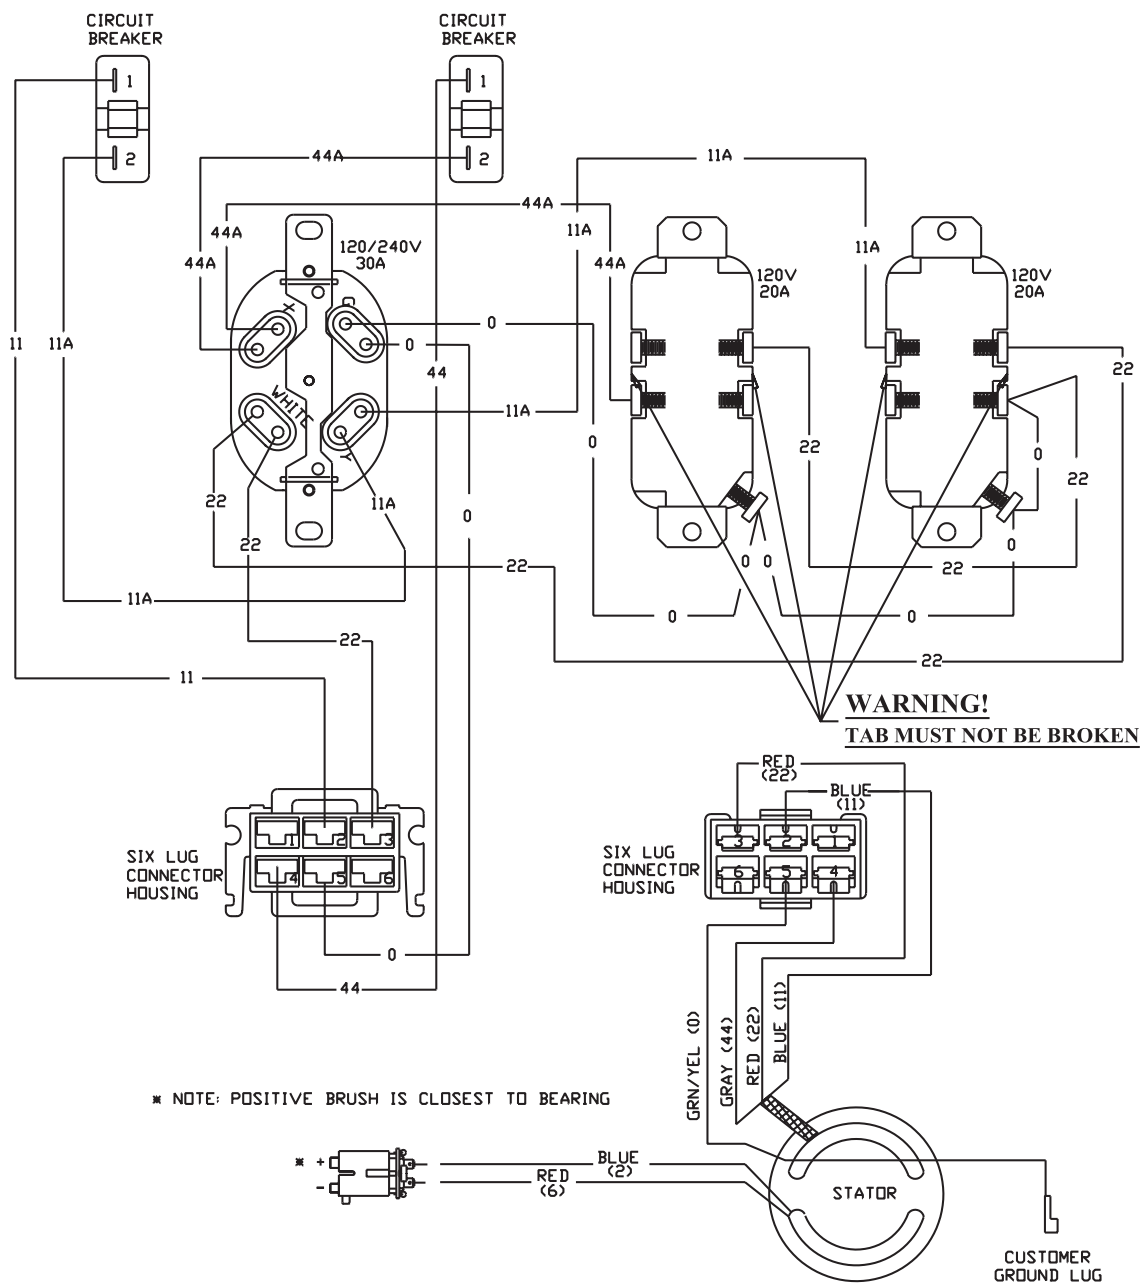 CIRCUIT
BREAKER
CIRCUIT
BREAKER
1
1
2
2
44A
11A
44A
44A
11A
44A
44A
11A
120/240V
30A
120V
20A
120V
20A
X
G
0
0
11
11A
44
22
WHITE
Y
11A
0
22
0
22
22
11A
0
22
0
0
0
22
22
11A
0
0
22
22
11
WARNING!
TAB MUST NOT BE BROKEN
RED
(22)
BLUE
(11)
1
2
3
4
5
6
SIX LUG
CONNECTOR
HOUSING
3
2
1
6
5
4
SIX LUG
CONNECTOR
HOUSING
0
44
GRN/YEL (0)
GRAY (44)
RED (22)
BLUE (11)
* NOTE: POSITIVE BRUSH IS CLOSEST TO BEARING
* +
-
BLUE
(2)
RED
(6)
STATOR
CUSTOMER
GROUND LUG